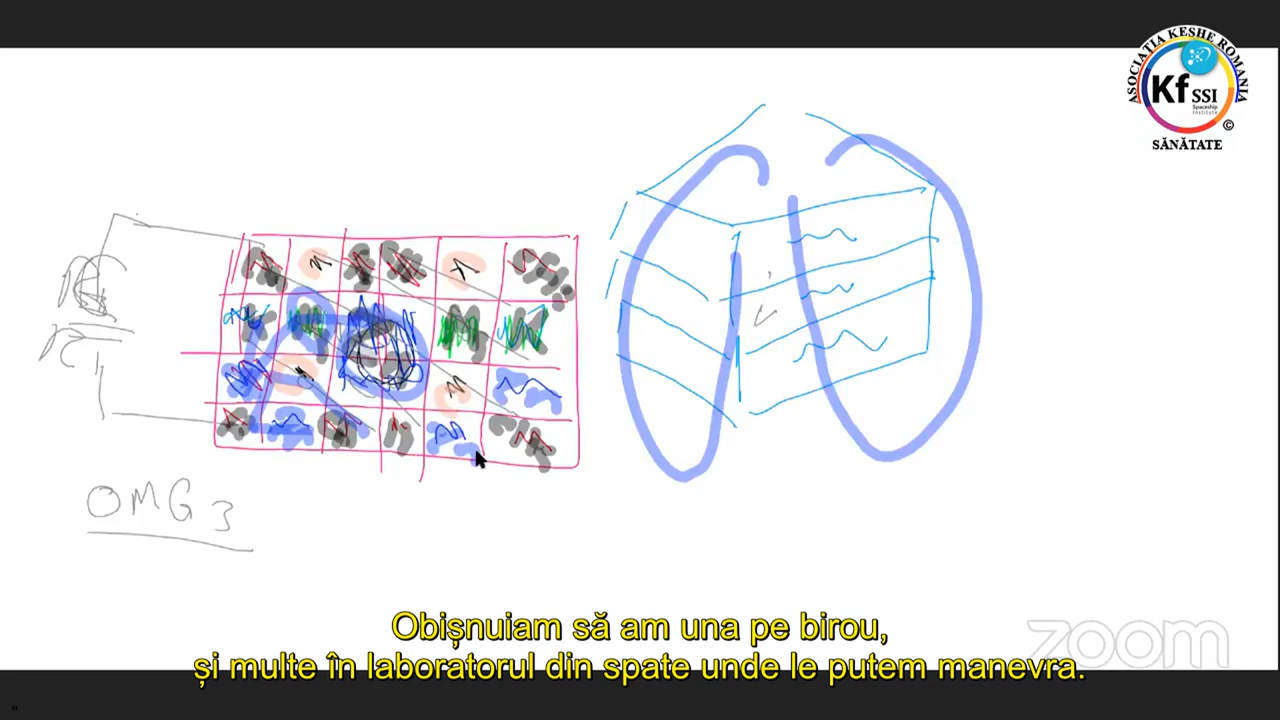 ASOCIAȚIA KESHE ROMANIA
Kf SSI
Spaceship
Institute
©
SĂNĂTATE
OMG 3
Obișnuiam să am una pe birou,
și multe în laboratorul din spate unde le putem manevra.
zoom